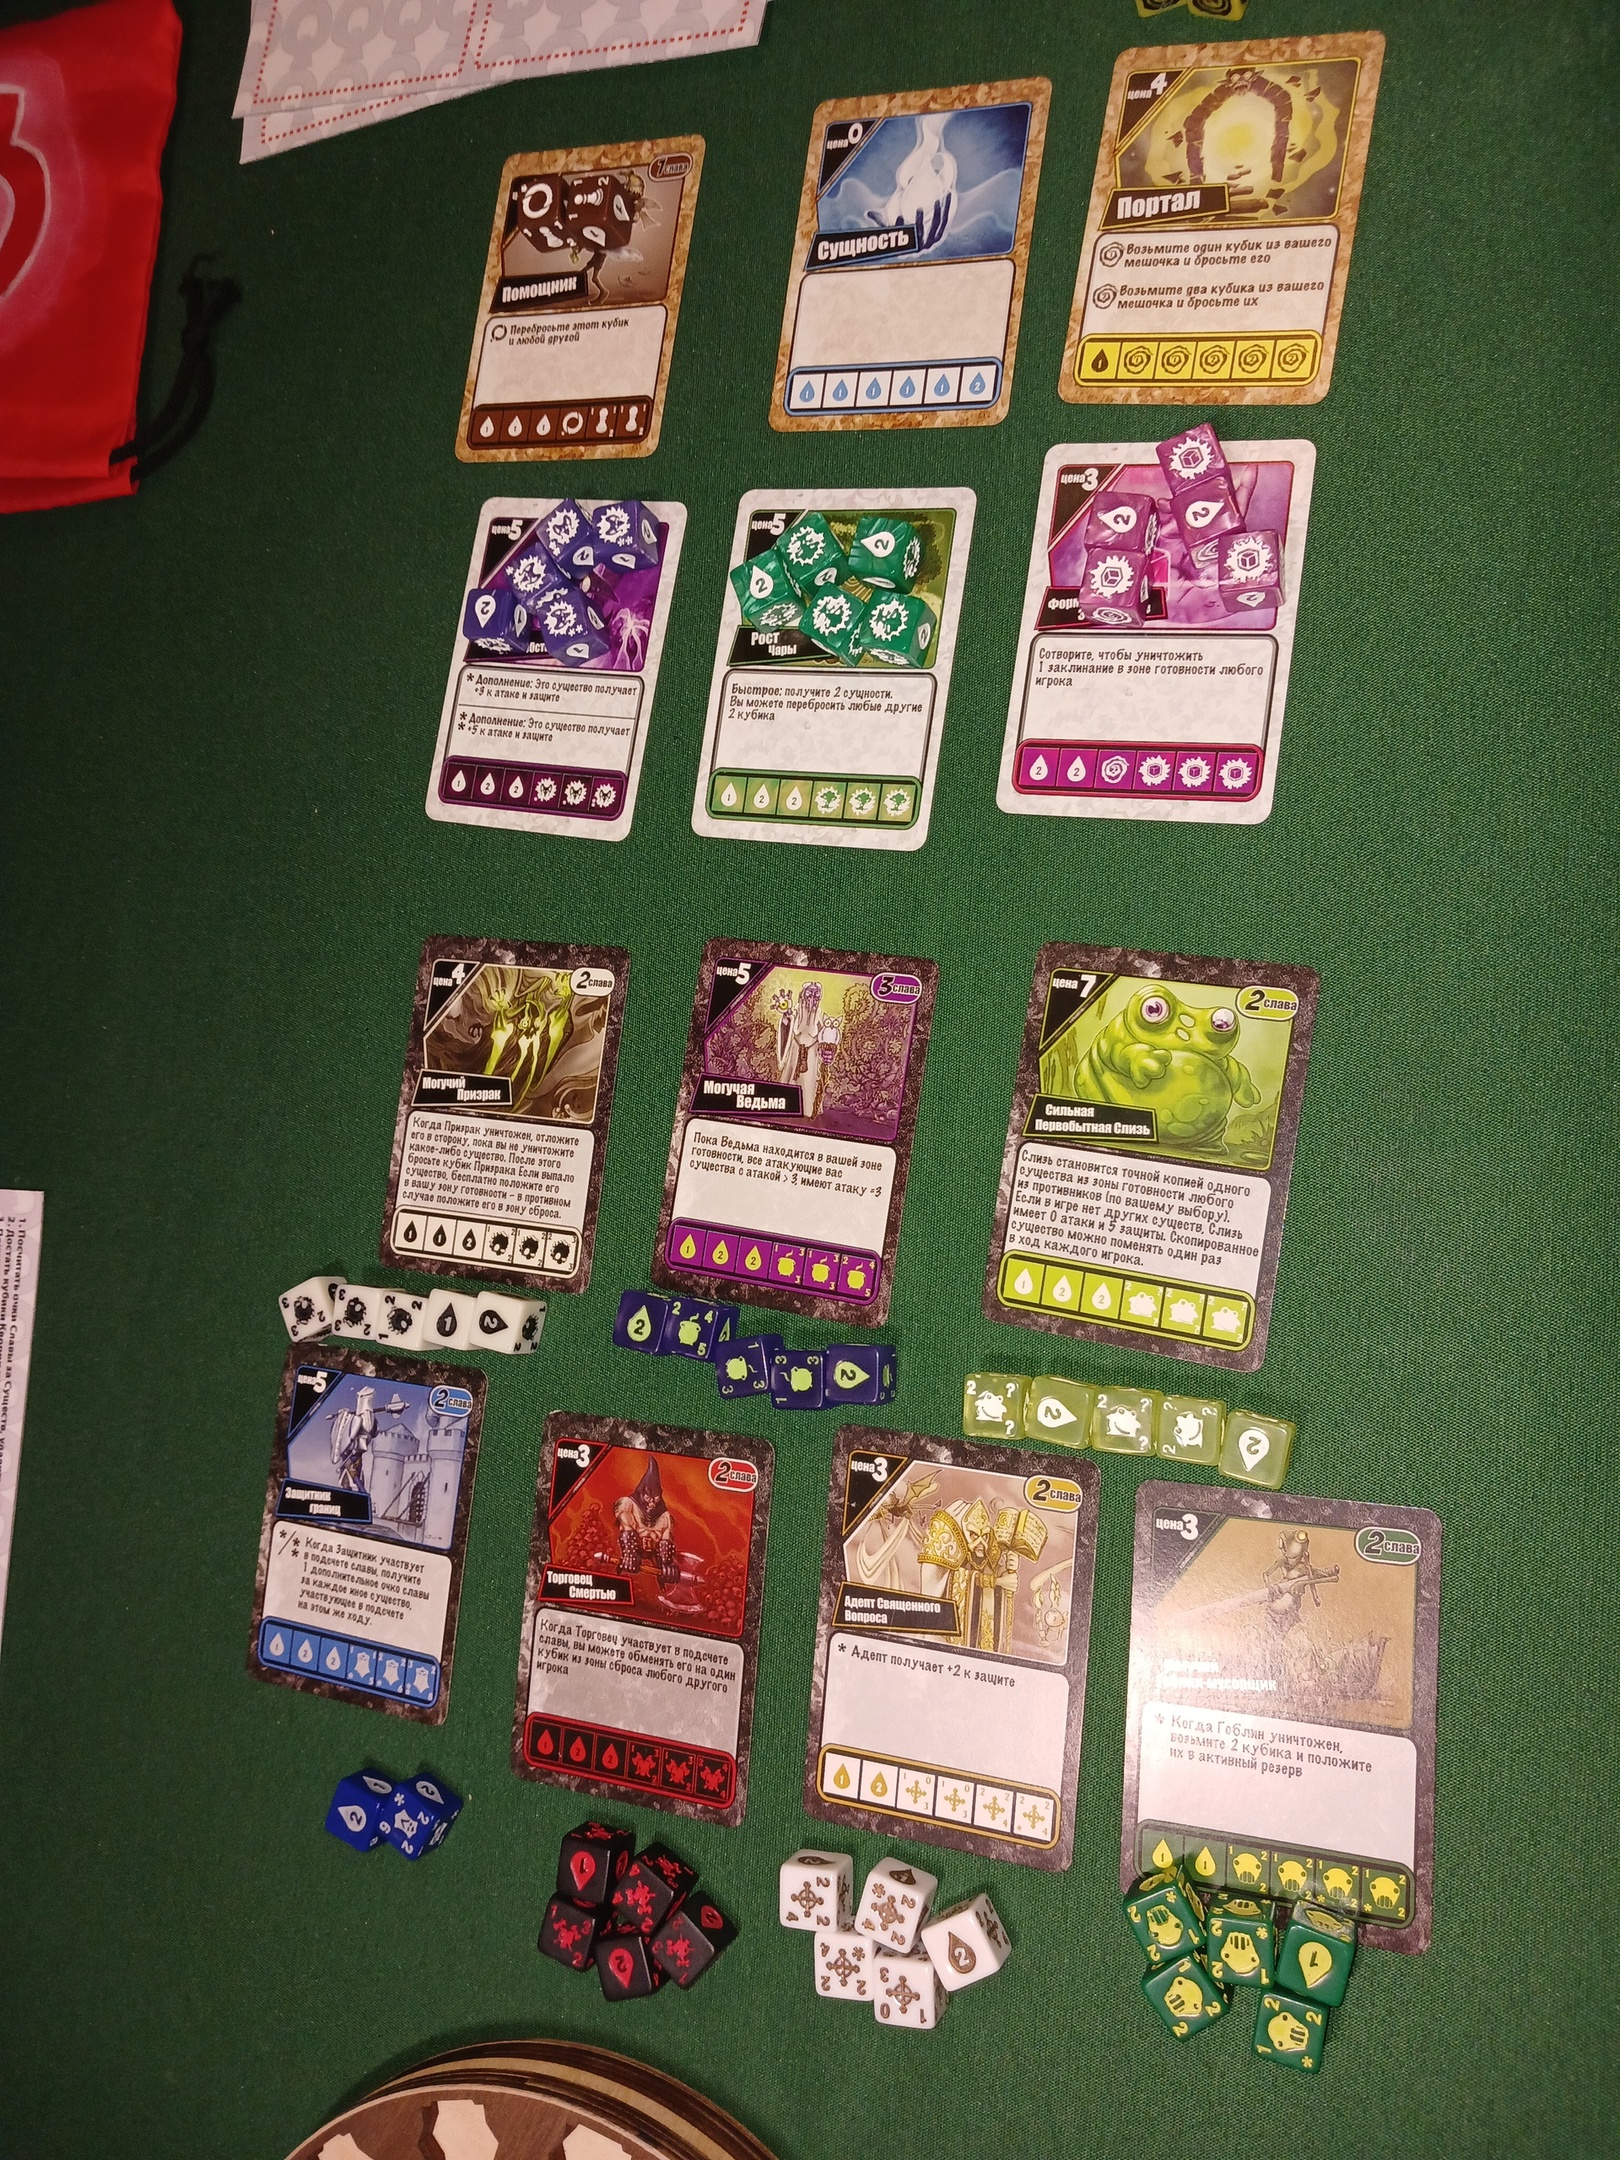 7 слава
Помощник
Перебросьте этот кубик
и любой другой
цена 0
Сущность
цена 4
Портал
Возьмите один кубик из вашего
мешочка и бросьте его
Возьмите два кубика из вашего
мешочка и бросьте их
цена 5
* Дополнение: Это существо получает
+3 к атаке и защите
* Дополнение: Это существо получает
* +5 к атаке и защите
цена 5
Рост
Чары
Быстрое: получите 2 сущности.
Вы можете перебросить любые другие
2 кубика
цена 3
Сотворите, чтобы уничтожить
1 заклинание в зоне готовности любого
игрока
цена 4
2 слава
Могучий
Призрак
Когда Призрак уничтожен, отложите
его в сторону, пока вы не уничтожите
какое-либо существо. После этого
бросьте кубик Призрака Если выпало
существо, бесплатно положите его
в вашу зону готовности – в противном
случае положите его в зону сброса.
цена 5
3 слава
Могучая
Ведьма
Пока Ведьма находится в вашей зоне
готовности, все атакующие вас
существа с атакой > 3, имеют атаку =3
цена 7
2 слава
Сильная
Первобытная Слизь
Слизь становится точной копией одного
существа из зоны готовности любого
из противников (по вашему выбору).
Если в игре нет других существ, Слизь
имеет 0 атаки и 5 защиты. Скопированное
существо можно поменять один раз
в ход каждого игрока.
цена 5
2 слава
Защитник
границ
*/* Когда Защитник участвует
в подсчете славы, получите
1 дополнительное очко славы
за каждое иное существо,
участвующее в подсчете
на этом же ходу.
цена 3
2 слава
Торговец
Смертью
Когда Торговец участвует в подсчете
славы, вы можете обменять его на один
кубик из зоны сброса любого другого
игрока
цена 3
2 слава
Адепт Священного
Вопроса
* Адепт получает +2 к защите
цена 3
2 слава
* Когда Гоблин уничтожен,
возьмите 2 кубика и положите
их в активный резерв
1. Посчитать очки Славы за Существ,